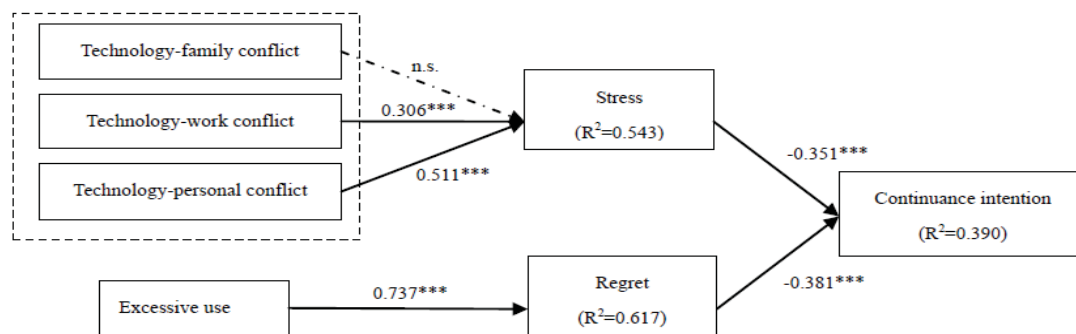 Technology-family conflict
n.s.
Technology-work conflict
0.306***
Technology-personal conflict
0.511***
Stress
(R²=0.543)
-0.351***
Continuance intention
(R²=0.390)
Excessive use
0.737***
Regret
(R²=0.617)
-0.381***